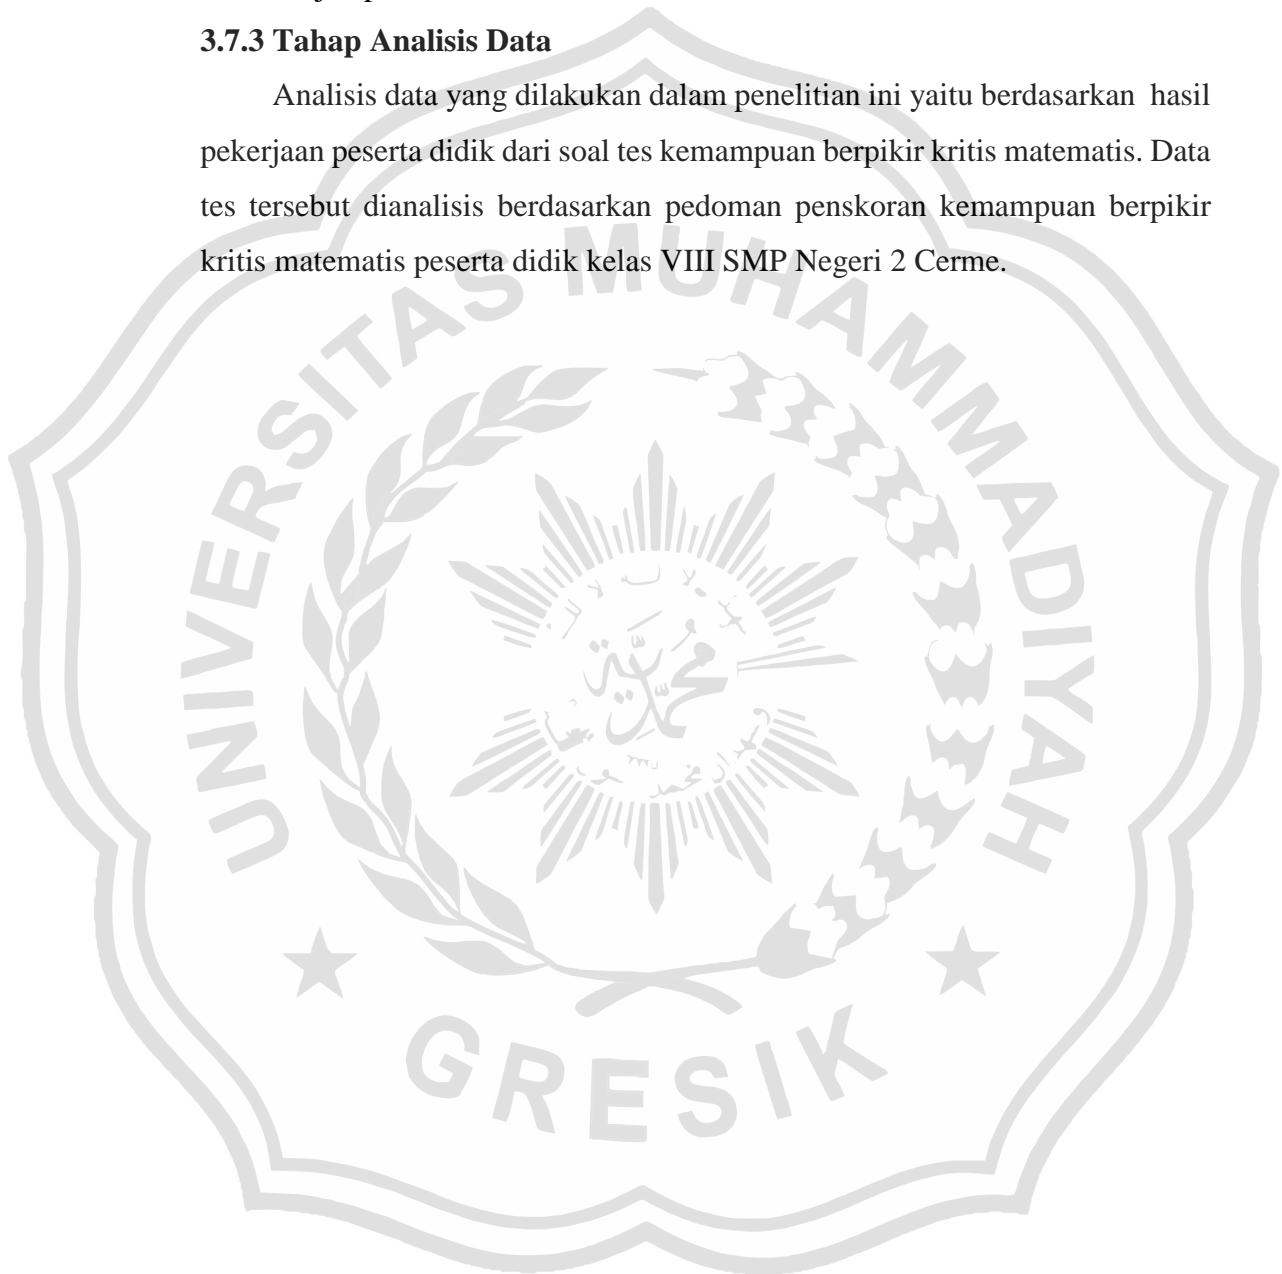 3.7.3 Tahap Analisis Data
Analisis data yang dilakukan dalam penelitian ini yaitu berdasarkan hasil
pekerjaan peserta didik dari soal tes kemampuan berpikir kritis matematis. Data
tes tersebut dianalisis berdasarkan pedoman penskoran kemampuan berpikir
kritis matematis peserta didik kelas VIII SMP Negeri 2 Cerme.
UNIVERSITAS MUHAMMADIYAH
محمدية
GRESIK